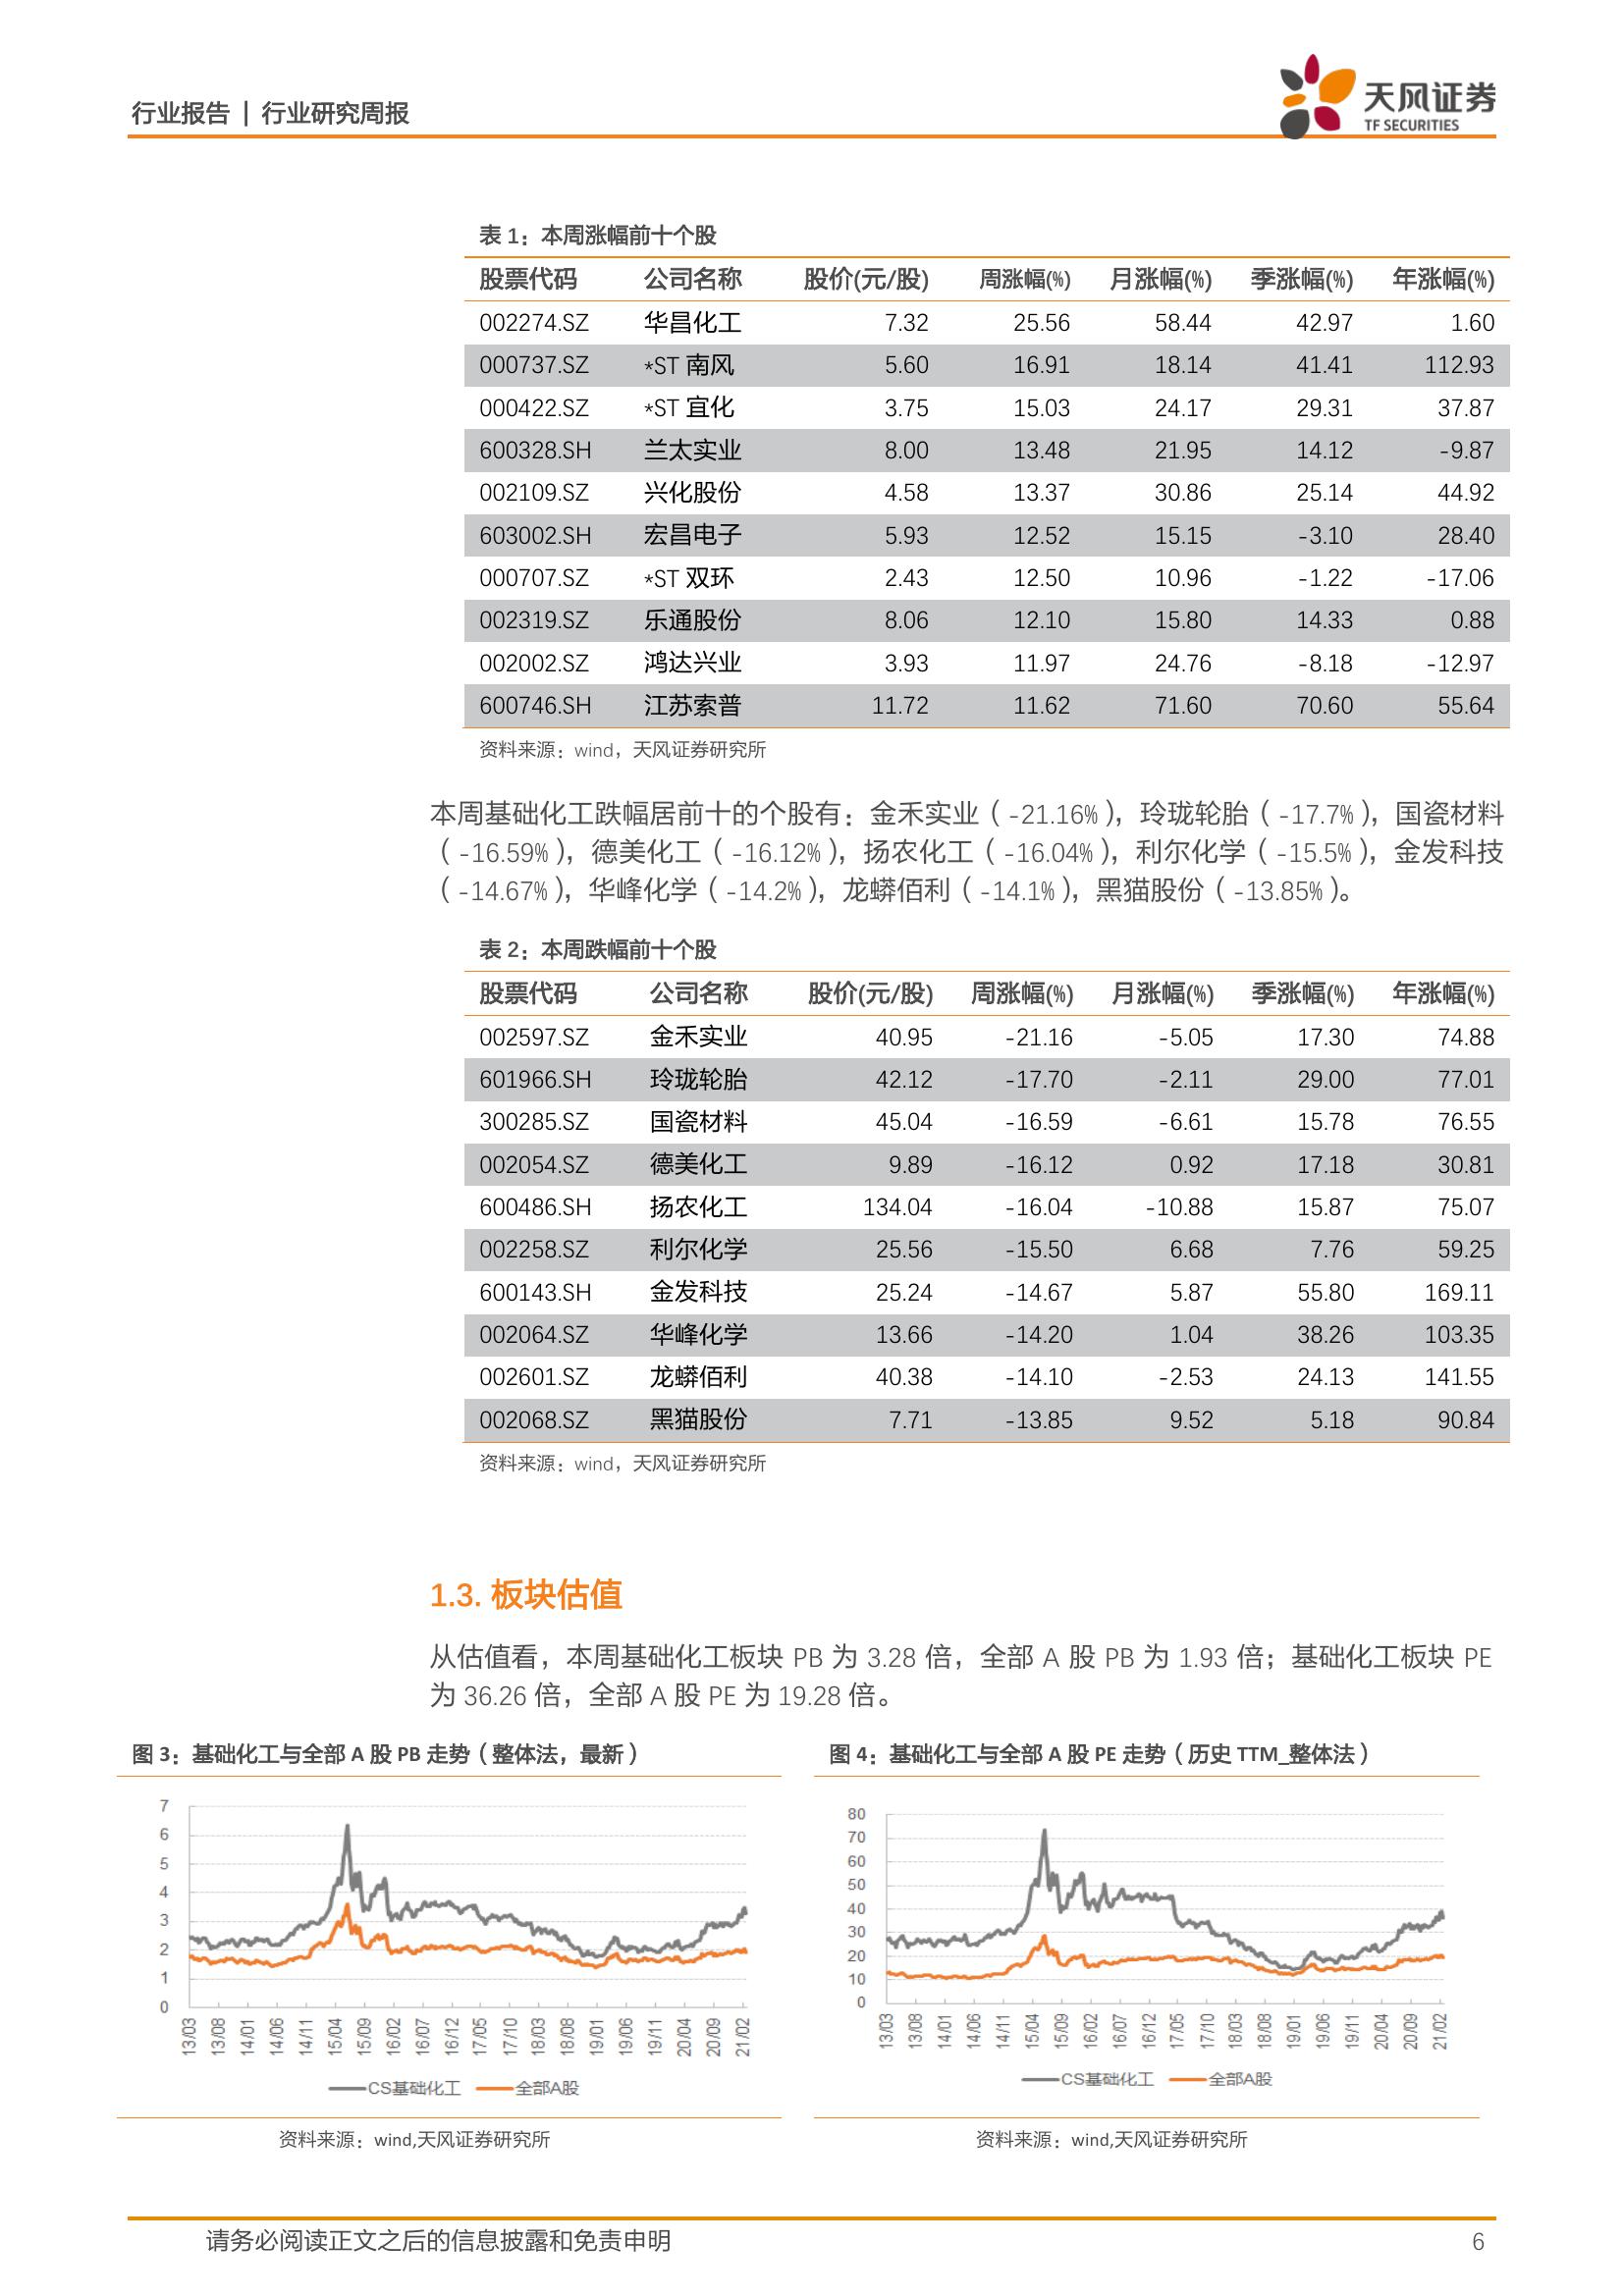 行业报告 | 行业研究周报
天风证券
TF SECURITIES
表 1：本周涨幅前十个股
股票代码 公司名称 股价(元/股) 周涨幅(%) 月涨幅(%) 季涨幅(%) 年涨幅(%)
002274.SZ 华昌化工 7.32 25.56 58.44 42.97 1.60
000737.SZ *ST 南风 5.60 16.91 18.14 41.41 112.93
000422.SZ *ST 宜化 3.75 15.03 24.17 29.31 37.87
600328.SH 兰太实业 8.00 13.48 21.95 14.12 -9.87
002109.SZ 兴化股份 4.58 13.37 30.86 25.14 44.92
603002.SH 宏昌电子 5.93 12.52 15.15 -3.10 28.40
000707.SZ *ST 双环 2.43 12.50 10.96 -1.22 -17.06
002319.SZ 乐通股份 8.06 12.10 15.80 14.33 0.88
002002.SZ 鸿达兴业 3.93 11.97 24.76 -8.18 -12.97
600746.SH 江苏索普 11.72 11.62 71.60 70.60 55.64
资料来源：wind，天风证券研究所
本周基础化工跌幅居前十的个股有：金禾实业（-21.16%），玲珑轮胎（-17.7%），国瓷材料
（-16.59%），德美化工（-16.12%），扬农化工（-16.04%），利尔化学（-15.5%），金发科技
（-14.67%），华峰化学（-14.2%），龙蟒佰利（-14.1%），黑猫股份（-13.85%）。
表 2：本周跌幅前十个股
股票代码 公司名称 股价(元/股) 周涨幅(%) 月涨幅(%) 季涨幅(%) 年涨幅(%)
002597.SZ 金禾实业 40.95 -21.16 -5.05 17.30 74.88
601966.SH 玲珑轮胎 42.12 -17.70 -2.11 29.00 77.01
300285.SZ 国瓷材料 45.04 -16.59 -6.61 15.78 76.55
002054.SZ 德美化工 9.89 -16.12 0.92 17.18 30.81
600486.SH 扬农化工 134.04 -16.04 -10.88 15.87 75.07
002258.SZ 利尔化学 25.56 -15.50 6.68 7.76 59.25
600143.SH 金发科技 25.24 -14.67 5.87 55.80 169.11
002064.SZ 华峰化学 13.66 -14.20 1.04 38.26 103.35
002601.SZ 龙蟒佰利 40.38 -14.10 -2.53 24.13 141.55
002068.SZ 黑猫股份 7.71 -13.85 9.52 5.18 90.84
资料来源：wind，天风证券研究所
1.3. 板块估值
从估值看，本周基础化工板块 PB 为 3.28 倍，全部 A 股 PB 为 1.93 倍；基础化工板块 PE
为 36.26 倍，全部 A 股 PE 为 19.28 倍。
图 3：基础化工与全部 A 股 PB 走势（整体法，最新）
7
6
5
4
3
2
1
0
13/03 13/08 14/01 14/06 14/11 15/04 15/09 16/02 16/07 16/12 17/05 17/10 18/03 18/08 19/01 19/06 19/11 20/04 20/09 21/02
CS基础化工 全部A股
资料来源：wind,天风证券研究所
图 4：基础化工与全部 A 股 PE 走势（历史 TTM_整体法）
80
70
60
50
40
30
20
10
0
13/03 13/08 14/01 14/06 14/11 15/04 15/09 16/02 16/07 16/12 17/05 17/10 18/03 18/08 19/01 19/06 19/11 20/04 20/09 21/02
CS基础化工 全部A股
资料来源：wind,天风证券研究所
请务必阅读正文之后的信息披露和免责申明 6